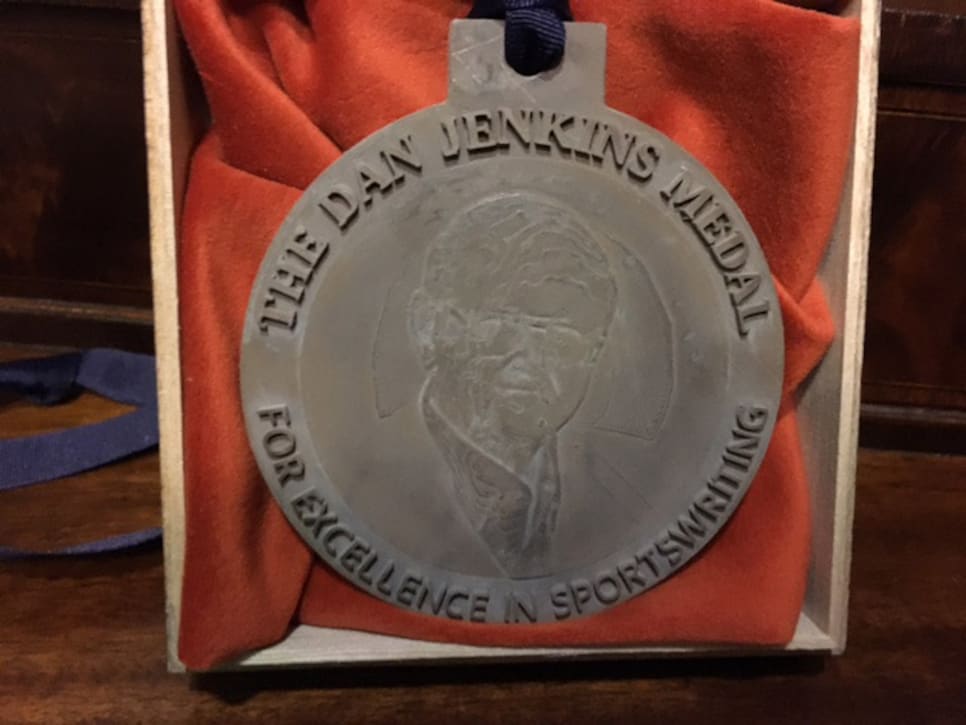 THE DAN JENKINS MEDAL
FOR EXCELLENCE IN SPORTSWRITING